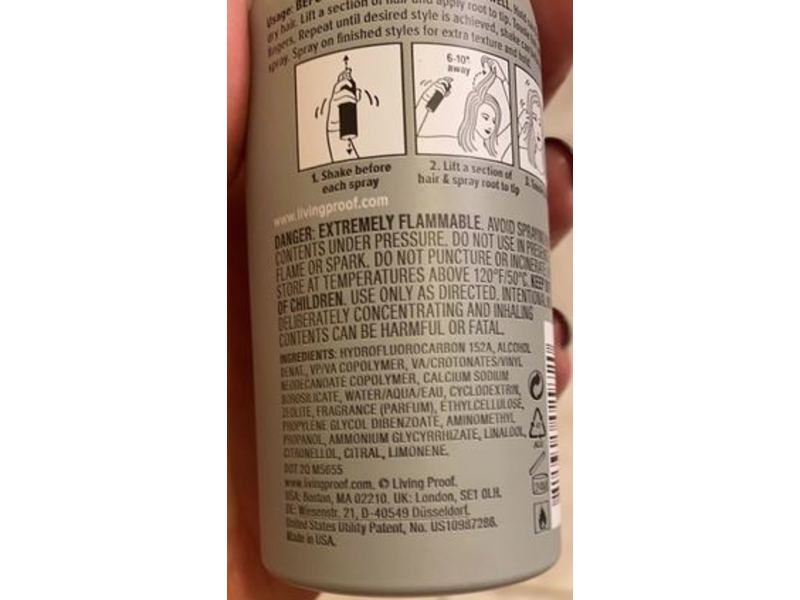 Usage:
dry hair. Lift a section of hair and apply root to tip. Tousle
fingers. Repeat until desired style is achieved, shake
spray. Spray on finished styles for extra texture and hold.
6-10"
away
1. Shake before
each spray
2. Lift a section of
hair & spray root to tip
3.
www.livingproof.com
DANGER: EXTREMELY FLAMMABLE. AVOID
CONTENTS UNDER PRESSURE. DO NOT USE IN
FLAME OR SPARK. DO NOT PUNCTURE OR
STORE AT TEMPERATURES ABOVE 120°F/50°C. KEEP
OF CHILDREN. USE ONLY AS DIRECTED. INTENTIONAL
DELIBERATELY CONCENTRATING AND INHALING
CONTENTS CAN BE HARMFUL OR FATAL.
INGREDIENTS: HYDROFLUOROCARBON 152A, ALCOHOL
DENAT., VP/VA COPOLYMER, VA/CROTONATES/VINYL
NEODECANOATE COPOLYMER, CALCIUM SODIUM
BOROSILICATE, WATER/AQUA/EAU, CYCLODEXTRIN,
ZEOLITE, FRAGRANCE (PARFUM), ETHYLCELLULOSE,
PROPYLENE GLYCOL DIBENZOATE, AMINOMETHYL
PROPANOL, AMMONIUM GLYCYRRHIZATE, LINALOOL,
CITRONELLOL, CITRAL, LIMONENE.
DOT 2Q M5655
www.livingproof.com. © Living Proof.
USA: Boston, MA 02210. UK: London, SE1 0LH.
DE: Wiesenstr. 21, D-40549 Düsseldorf.
United States Utility Patent, No. US10987286.
Made in USA.